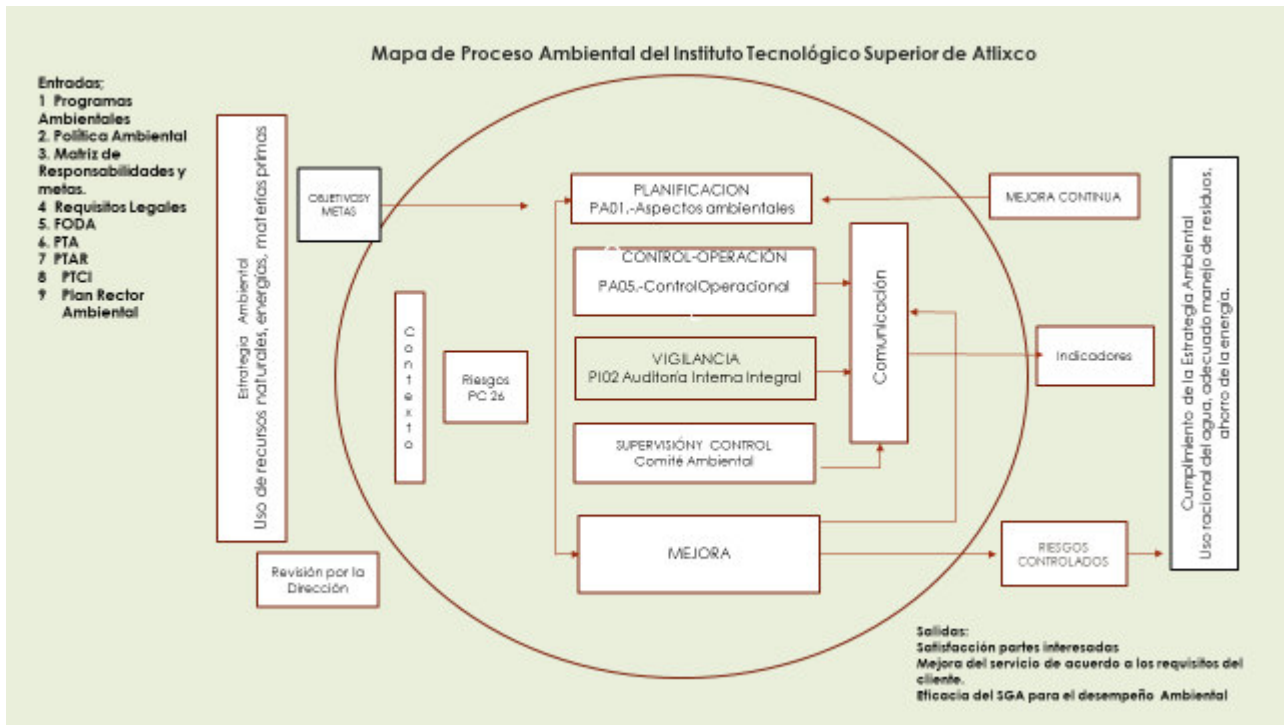 Mapa de Proceso Ambiental del Instituto Tecnológico Superior de Atlixco
Entradas;
1 Programas
Ambientales
2. Política Ambiental
3. Matriz de
Responsabilidades y
metas.
4 Requisitos Legales
5. FODA
6. PTA
7 PTAR
8 PTCI
9 Plan Rector
Ambiental
Estrategia Ambiental
Uso de recursos naturales, energías, materias primas
OBJETIVOSY
METAS
Contexto
Riesgos
PC 26
Revisión por la
Dirección
PLANIFICACION
PA01.-Aspectos ambientales
CONTROL-OPERACIÓN
PA05.-ControlOperacional
VIGILANCIA
PI02 Auditoría Interna Integral
SUPERVISIÓNY CONTROL
Comité Ambiental
MEJORA
Comunicación
MEJORA CONTINUA
Indicadores
RIESGOS
CONTROLADOS
Cumplimiento de la Estrategia Ambiental
Uso racional del agua, adecuado manejo de residuos,
ahorro de la energía.
Salidas:
Satisfacción partes interesadas
Mejora del servicio de acuerdo a los requisitos del
cliente.
Eficacia del SGA para el desempeño Ambiental